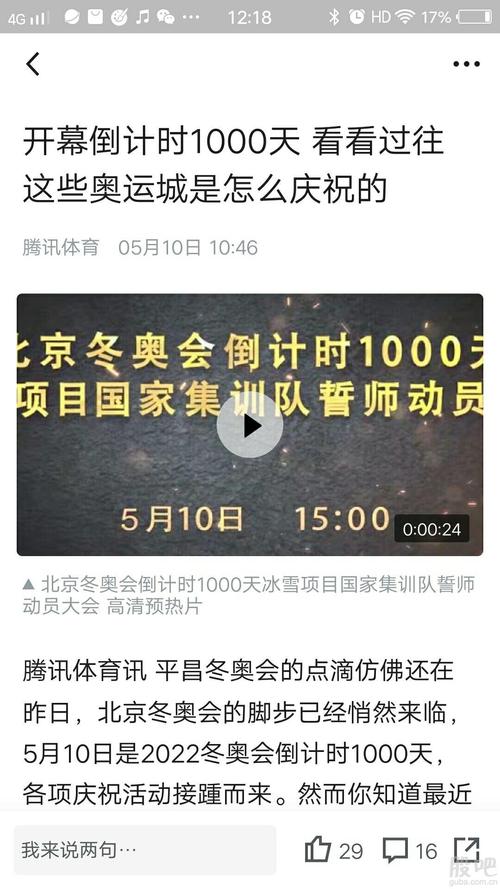 4G 12:18 HD 17%
开幕倒计时1000天 看看过往
这些奥运城是怎么庆祝的
腾讯体育 05月10日 10:46
北京冬奥会倒计时1000天
项目国家集训队誓师动员
5月10日 15:00
0:00:24
▲北京冬奥会倒计时1000天冰雪项目国家集训队誓师
动员大会 高清预热片
腾讯体育讯 平昌冬奥会的点滴仿佛还在
昨日，北京冬奥会的脚步已经悄然来临，
5月10日是2022冬奥会倒计时1000天，
各项庆祝活动接踵而来。然而你知道最近
我来说两句… 29 16
股吧
guba.com.cn